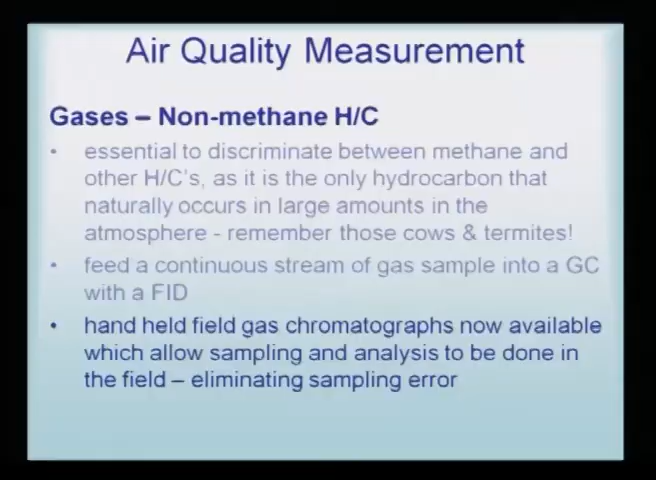 Air Quality Measurement
Gases – Non-methane H/C
• essential to discriminate between methane and
other H/C's, as it is the only hydrocarbon that
naturally occurs in large amounts in the
atmosphere - remember those cows & termites!
• feed a continuous stream of gas sample into a GC
with a FID
• hand held field gas chromatographs now available
which allow sampling and analysis to be done in
the field – eliminating sampling error